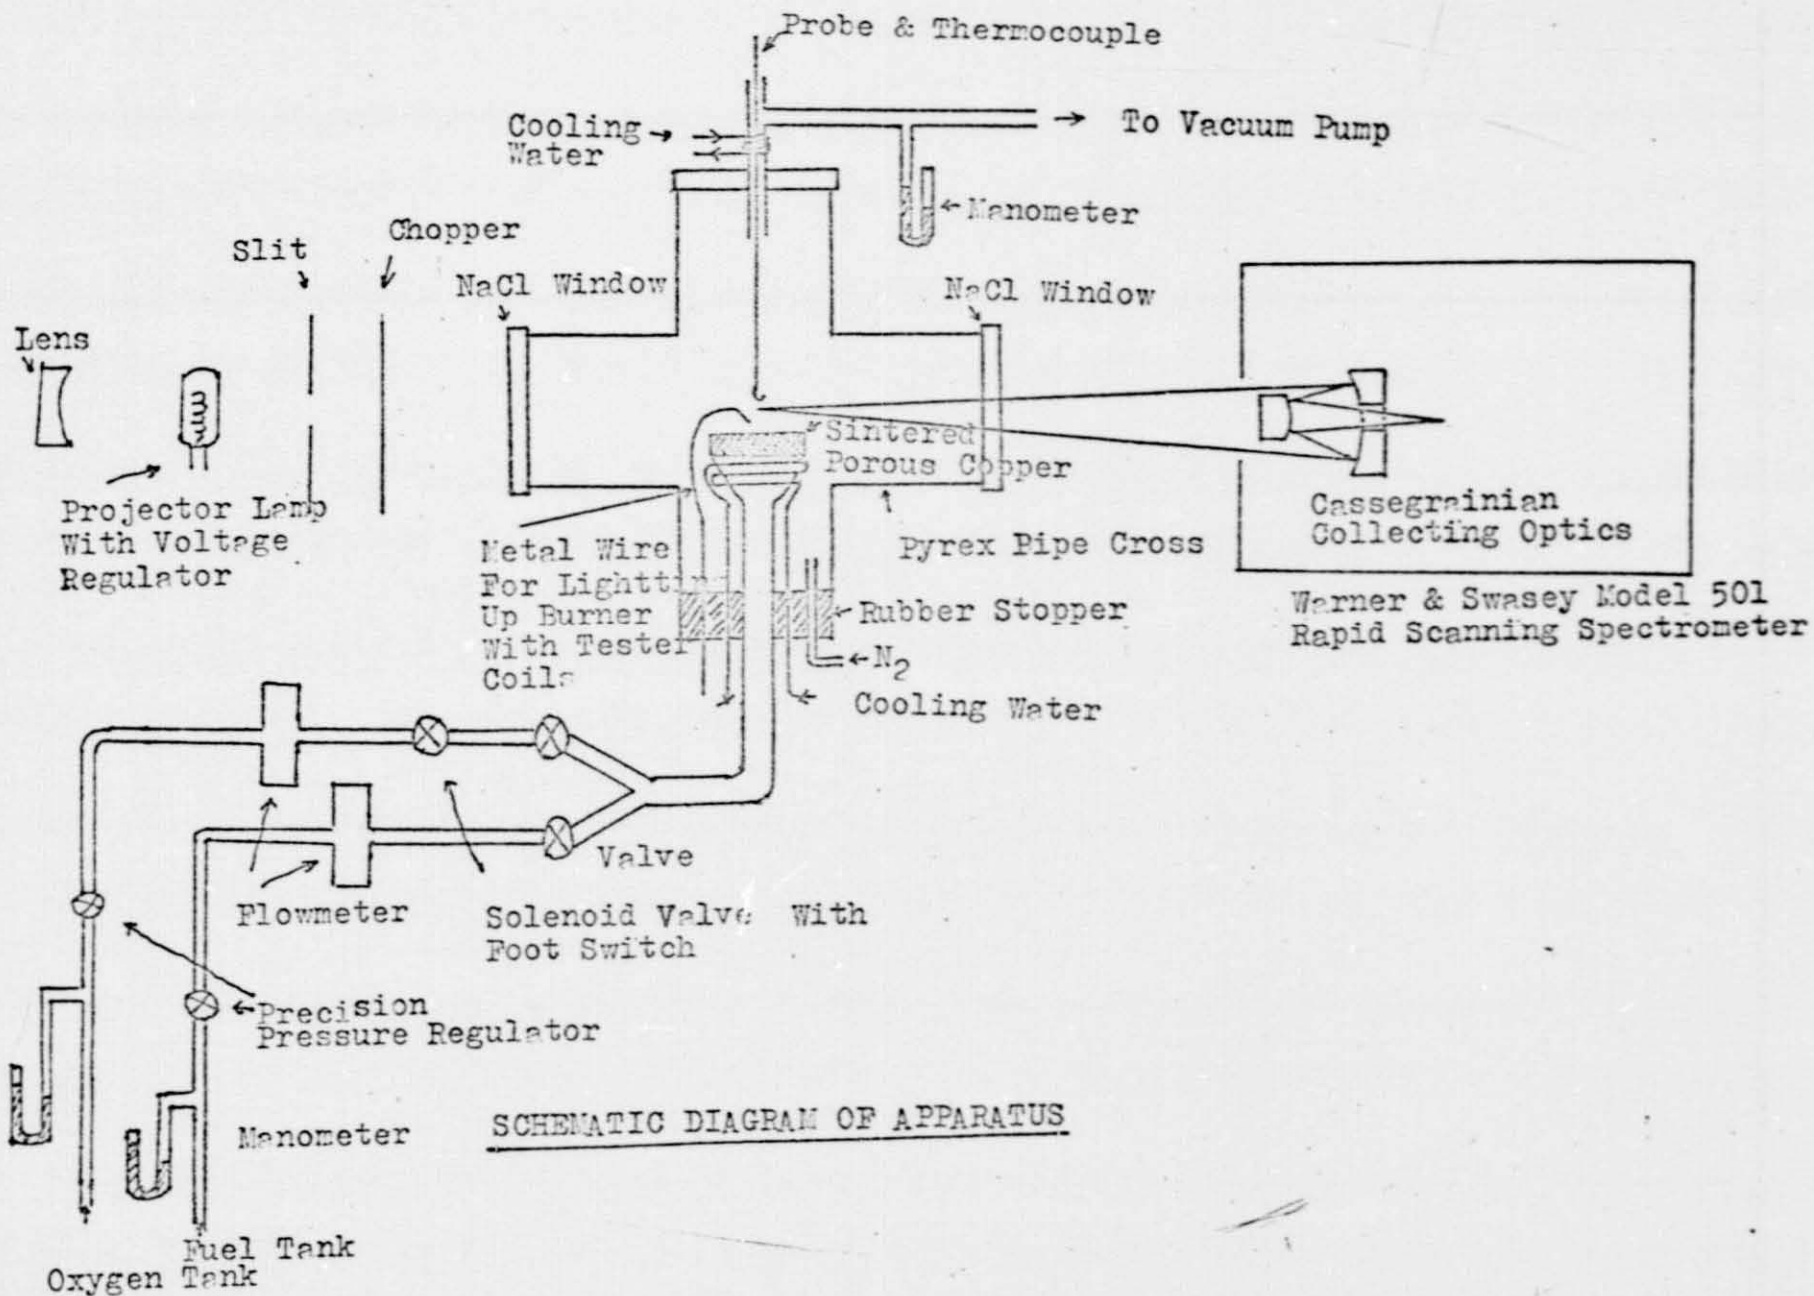 Probe & Thermocouple
Cooling
Water
To Vacuum Pump
Manometer
Slit
Chopper
NaCl Window
NaCl Window
Lens
Sintered
Porous Copper
Projector Lamp
With Voltage
Regulator
Cassegrainian
Collecting Optics
Metal Wire
For Lightting
Up Burner
With Tester
Coils
Pyrex Pipe Cross
Rubber Stopper
N2
Cooling Water
Warner & Swasey Model 501
Rapid Scanning Spectrometer
Valve
Flowmeter
Solenoid Valve With
Foot Switch
Precision
Pressure Regulator
Manometer
SCHEMATIC DIAGRAM OF APPARATUS
Fuel Tank
Oxygen Tank